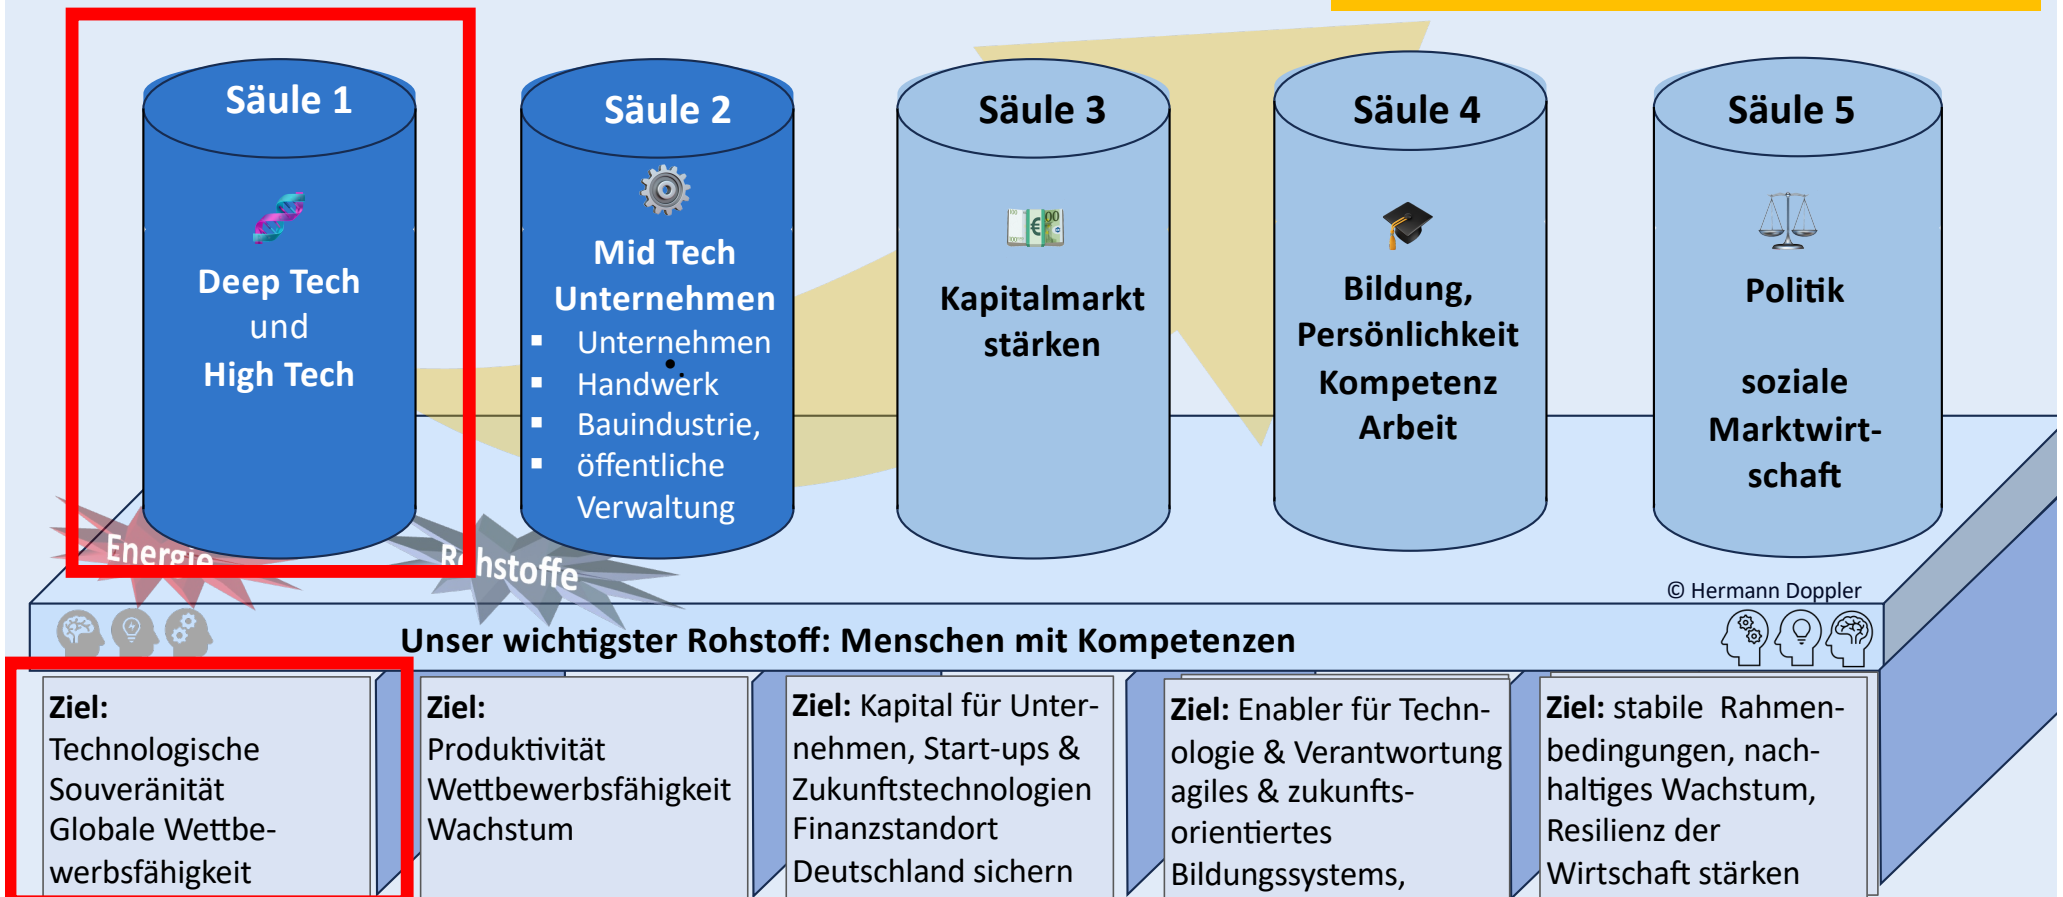 Säule 1
Deep Tech
und
High Tech
Säule 2
Mid Tech
Unternehmen
▪ Unternehmen
▪ Handwerk
▪ Bauindustrie,
▪ öffentliche
Verwaltung
Säule 3
Kapitalmarkt
stärken
Säule 4
Bildung,
Persönlichkeit
Kompetenz
Arbeit
Säule 5
Politik
soziale
Marktwirt-
schaft
Energie
Rohstoffe
© Hermann Doppler
Unser wichtigster Rohstoff: Menschen mit Kompetenzen
Ziel:
Technologische
Souveränität
Globale Wettbe-
werbsfähigkeit
Ziel:
Produktivität
Wettbewerbsfähigkeit
Wachstum
Ziel: Kapital für Unter-
nehmen, Start-ups &
Zukunftstechnologien
Finanzstandort
Deutschland sichern
Ziel: Enabler für Techn-
ologie & Verantwortung
agiles & zukunfts-
orientiertes
Bildungssystems,
Ziel: stabile Rahmen-
bedingungen, nach-
haltiges Wachstum,
Resilienz der
Wirtschaft stärken